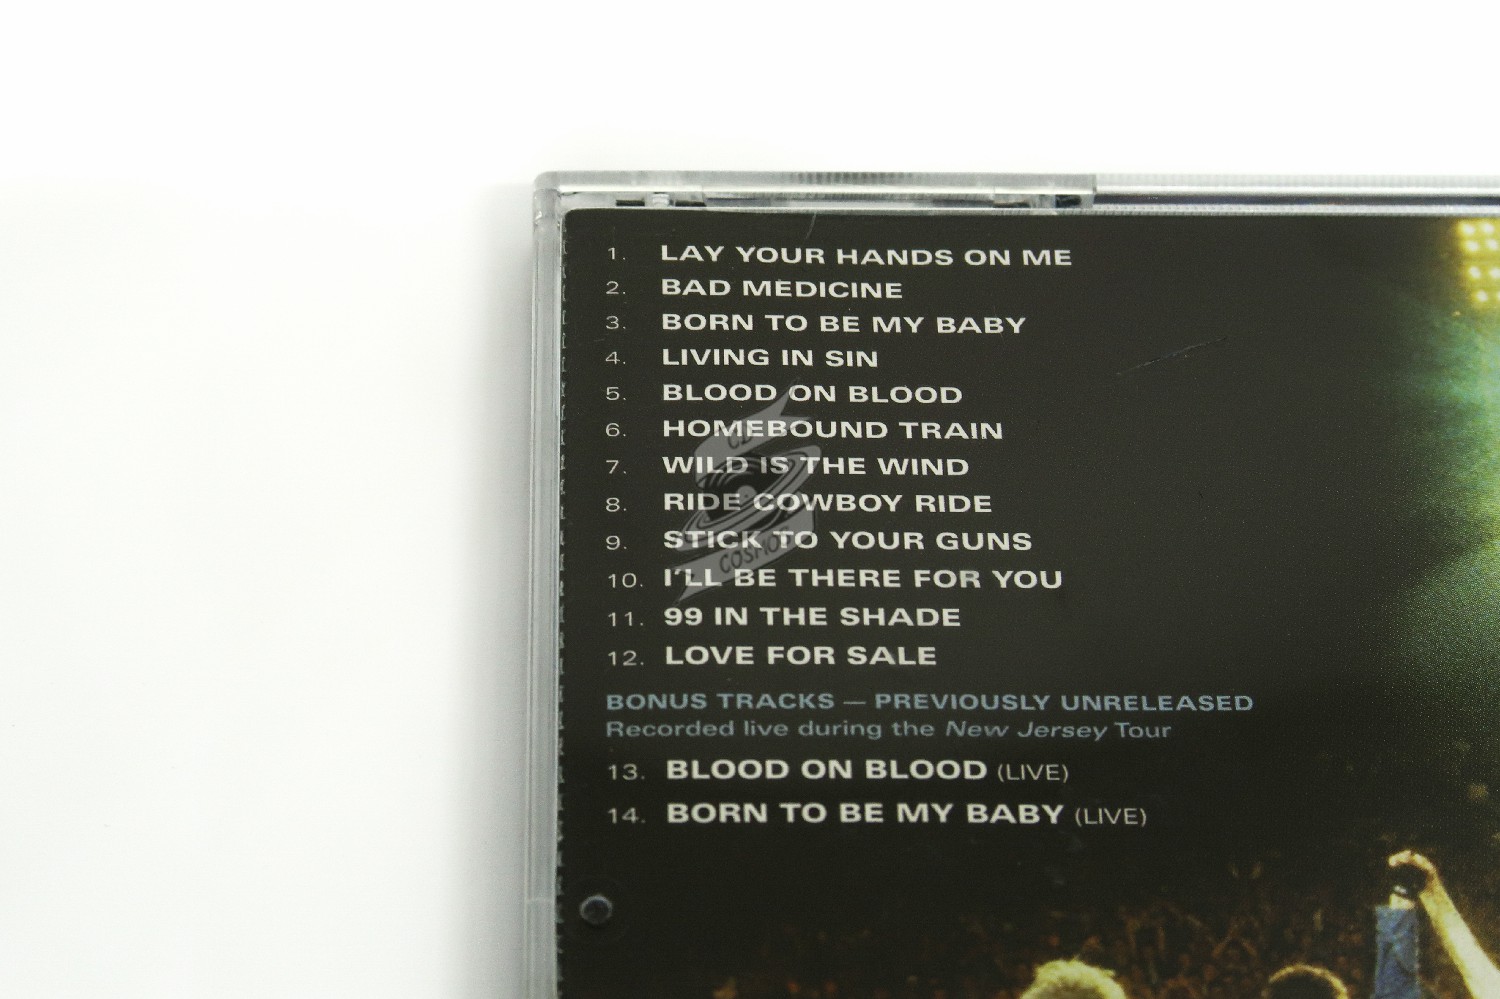 1. LAY YOUR HANDS ON ME
2. BAD MEDICINE
3. BORN TO BE MY BABY
4. LIVING IN SIN
5. BLOOD ON BLOOD
6. HOMEBOUND TRAIN
7. WILD IS THE WIND
8. RIDE COWBOY RIDE
9. STICK TO YOUR GUNS
10. I'LL BE THERE FOR YOU
11. 99 IN THE SHADE
12. LOVE FOR SALE
BONUS TRACKS — PREVIOUSLY UNRELEASED
Recorded live during the New Jersey Tour
13. BLOOD ON BLOOD (LIVE)
14. BORN TO BE MY BABY (LIVE)
CD
COSMOS